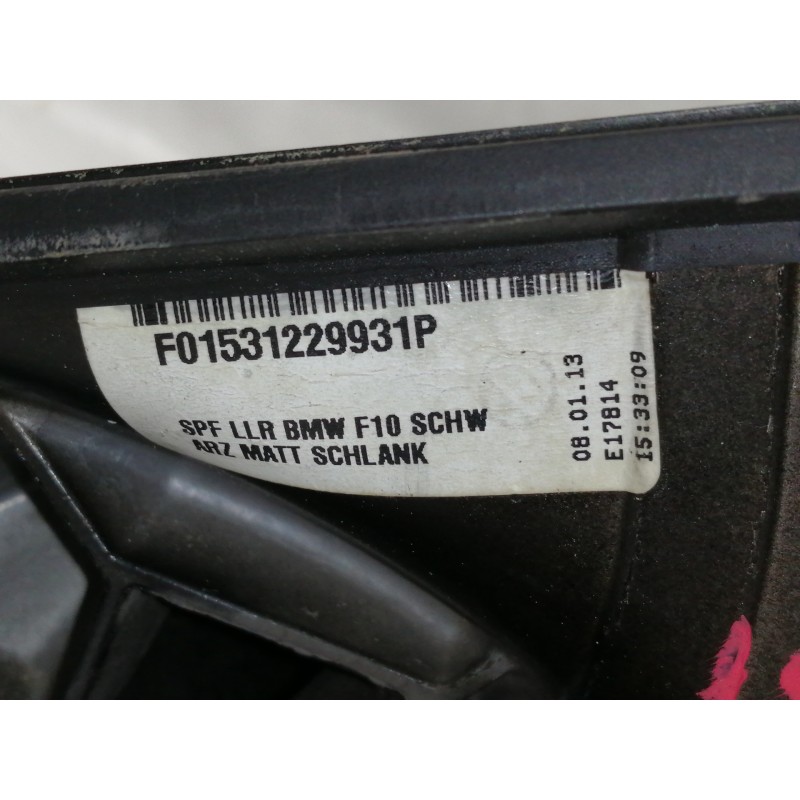 F01531229931P
SPF LLR BMW F10 SCHW
ARZ MATT SCHLANK
08.01.13
E17814
15:33:09